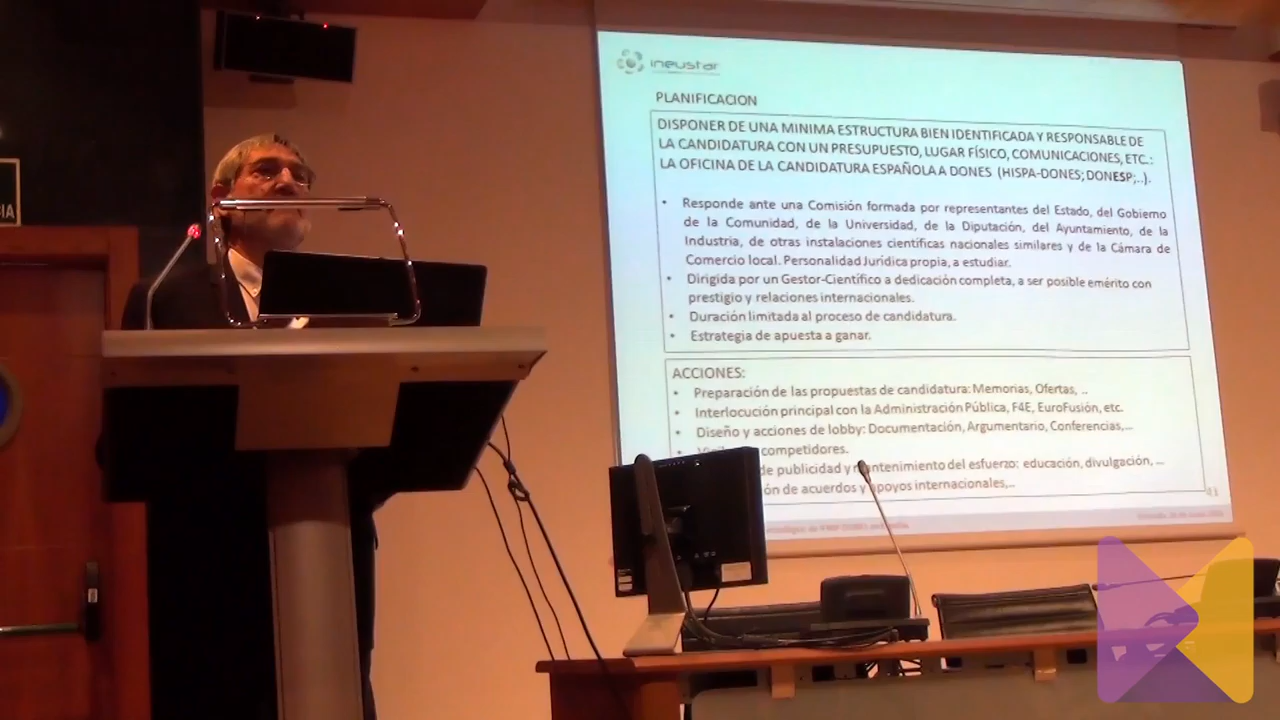 ineustar
PLANIFICACION
DISPONER DE UNA MINIMA ESTRUCTURA BIEN IDENTIFICADA Y RESPONSABLE DE
LA CANDIDATURA CON UN PRESUPUESTO, LUGAR FÍSICO, COMUNICACIONES, ETC.:
LA OFICINA DE LA CANDIDATURA ESPAÑOLA A DONES (HISPA-DONES; DONESP;..).
• Responde ante una Comisión formada por representantes del Estado, del Gobierno
de la Comunidad, de la Universidad, de la Diputación, del Ayuntamiento, de la
Industria, de otras instalaciones científicas nacionales similares y de la Cámara de
Comercio local. Personalidad Jurídica propia, a estudiar.
• Dirigida por un Gestor-Científico a dedicación completa, a ser posible emérito con
prestigio y relaciones internacionales.
• Duración limitada al proceso de candidatura.
• Estrategia de apuesta a ganar.
ACCIONES:
• Preparación de las propuestas de candidatura: Memorias, Ofertas, ..
• Interlocución principal con la Administración Pública, F4E, EuroFusión, etc.
• Diseño y acciones de lobby: Documentación, Argumentario, Conferencias,...
• competidores.
de publicidad y mantenimiento del esfuerzo: educación, divulgación, ...
ón de acuerdos y apoyos internacionales,..
41
IA